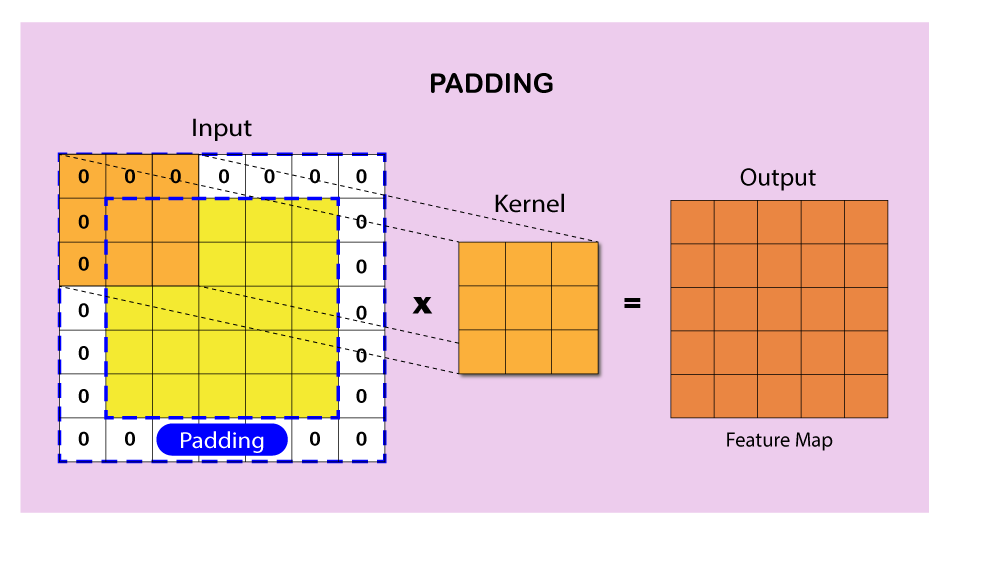 PADDING
Input
0 0 0 0 0 0 0
0 0
0 0
0 0
0 0
0 0
0 0 Padding 0 0
x
Kernel
=
Output
Feature Map